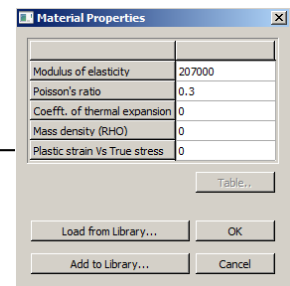 Material Properties
Modulus of elasticity 207000
Poisson's ratio 0.3
Coefft. of thermal expansion 0
Mass density (RHO) 0
Plastic strain Vs True stress 0
Table..
Load from Library... OK
Add to Library... Cancel